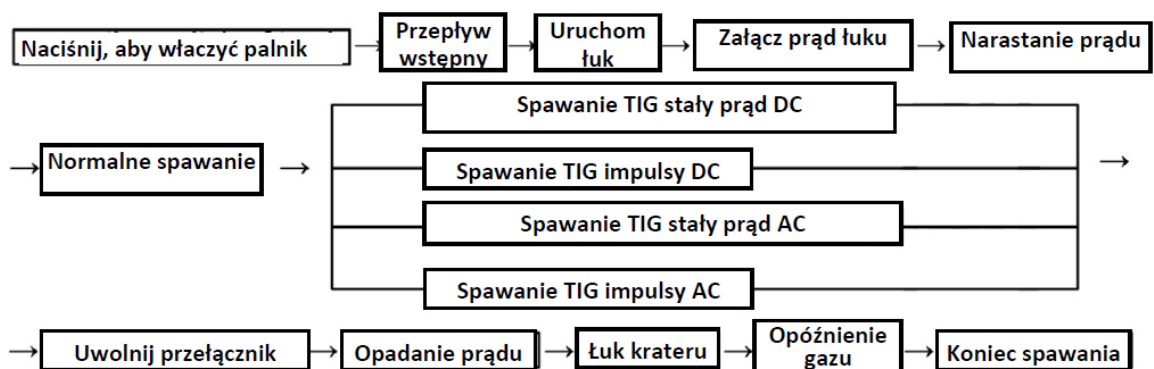 Naciśnij, aby właczyć palnik
Przepływ
wstępny
Uruchom
łuk
Załącz prąd łuku
Narastanie prądu
Normalne spawanie
Spawanie TIG stały prąd DC
Spawanie TIG impulsy DC
Spawanie TIG stały prąd AC
Spawanie TIG impulsy AC
Uwolnij przełącznik
Opadanie prądu
Łuk krateru
Opóźnienie
gazu
Koniec spawania